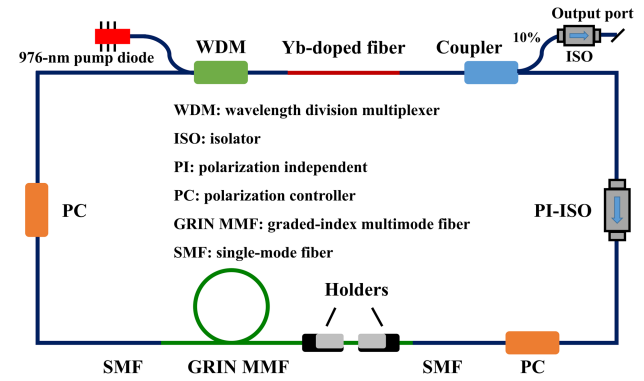 Output port
10%
ISO
976-nm pump diode
WDM
Yb-doped fiber
Coupler
WDM: wavelength division multiplexer
ISO: isolator
PI: polarization independent
PC: polarization controller
GRIN MMF: graded-index multimode fiber
SMF: single-mode fiber
PC
PI-ISO
Holders
SMF
GRIN MMF
SMF
PC